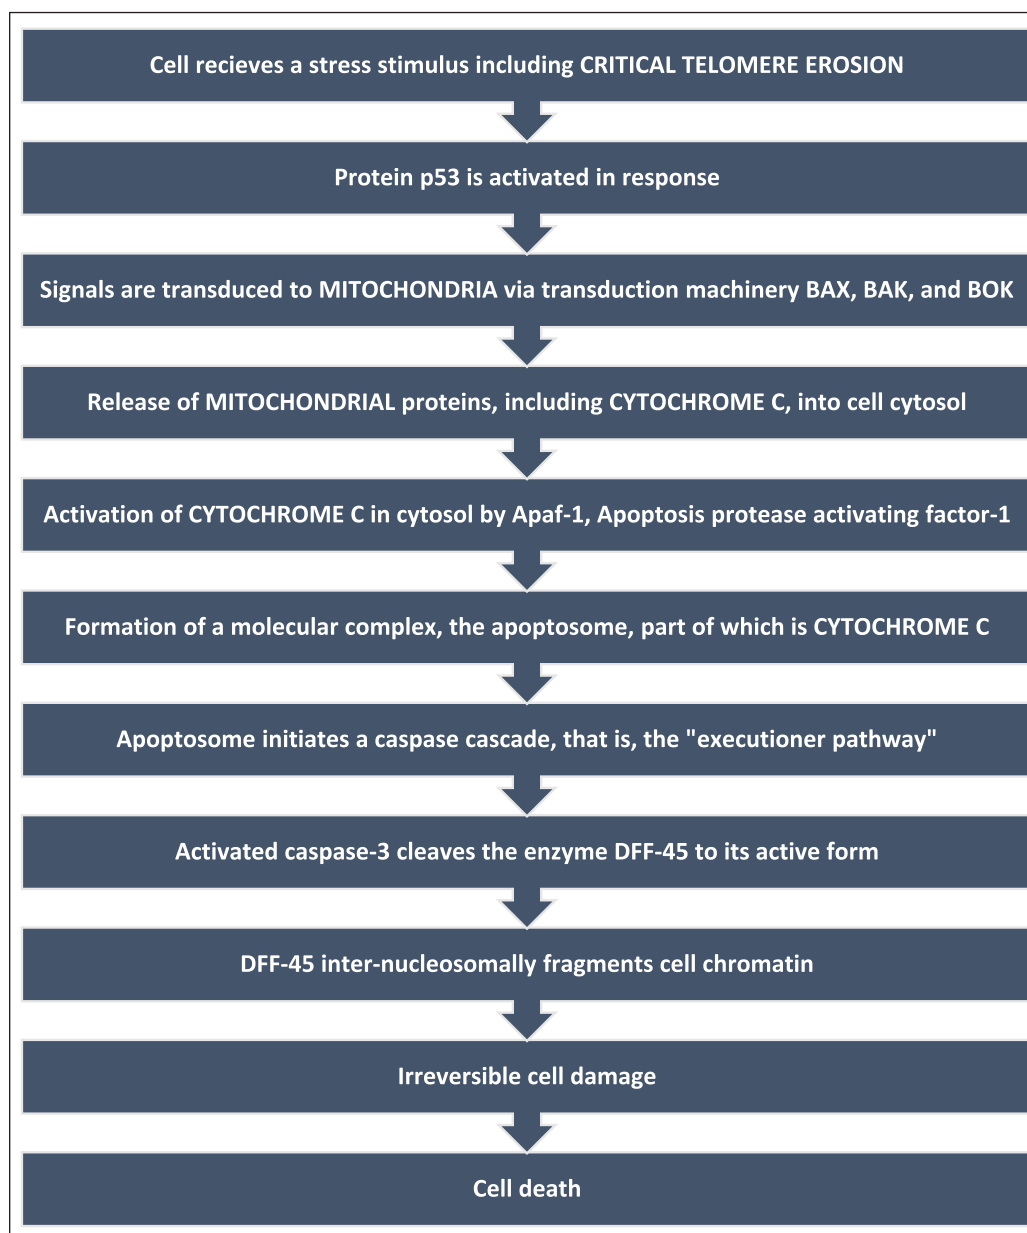 Cell recieves a stress stimulus including CRITICAL TELOMERE EROSION
Protein p53 is activated in response
Signals are transduced to MITOCHONDRIA via transduction machinery BAX, BAK, and BOK
Release of MITOCHONDRIAL proteins, including CYTOCHROME C, into cell cytosol
Activation of CYTOCHROME C in cytosol by Apaf-1, Apoptosis protease activating factor-1
Formation of a molecular complex, the apoptosome, part of which is CYTOCHROME C
Apoptosome initiates a caspase cascade, that is, the "executioner pathway"
Activated caspase-3 cleaves the enzyme DFF-45 to its active form
DFF-45 inter-nucleosomally fragments cell chromatin
Irreversible cell damage
Cell death